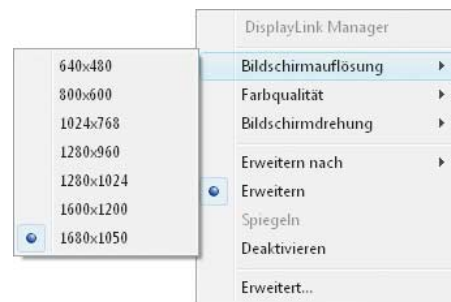 DisplayLink Manager
Bildschirmauflösung
Farbqualität
Bildschirmdrehung
Erweitern nach
Erweitern
Spiegeln
Deaktivieren
Erweitert...
640x480
800x600
1024x768
1280x960
1280x1024
1600x1200
1680x1050